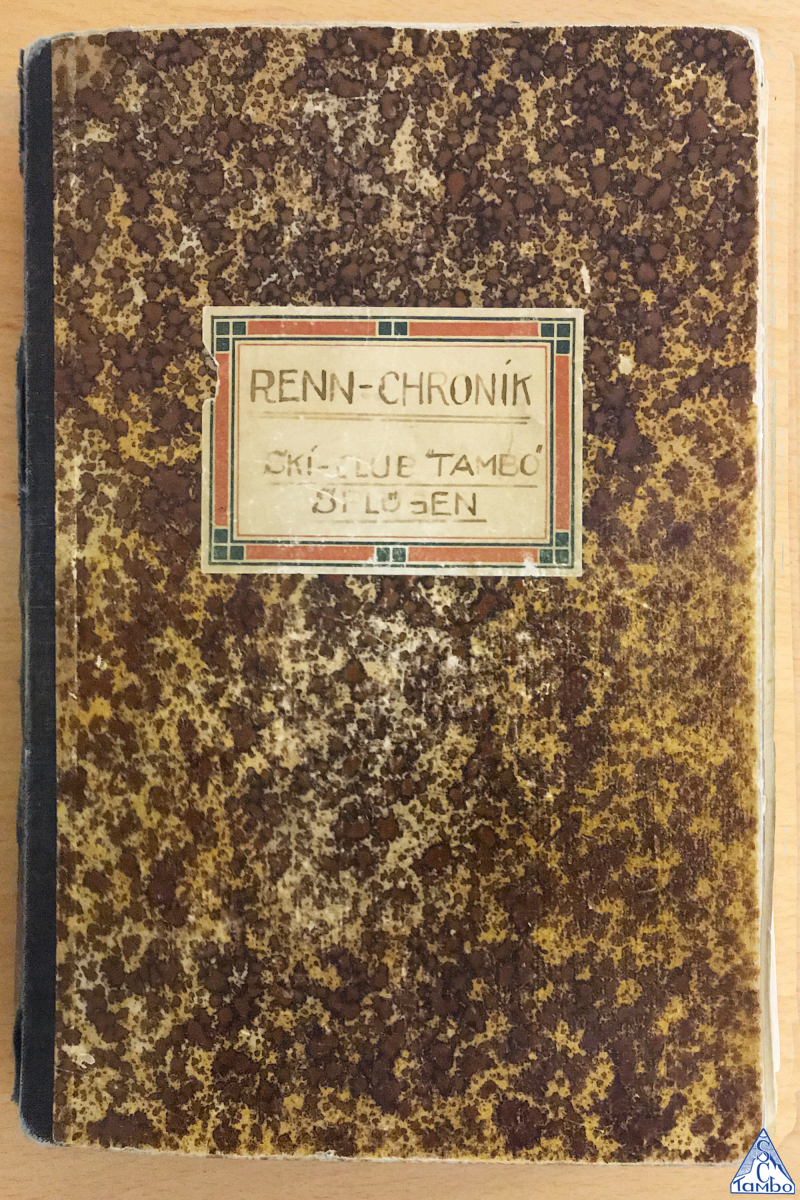 RENN-CHRONIK
SKI-CLUB "TAMBO"
SPLÜGEN
SC
Tambo